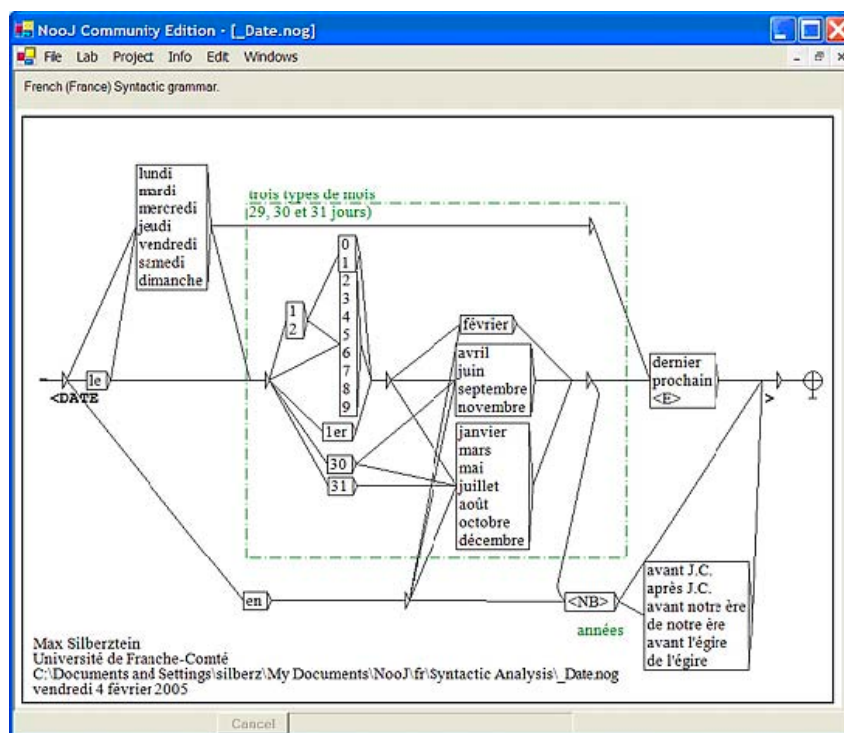 NooJ Community Edition - [_Date.nog]
File Lab Project Info Edit Windows
French (France) Syntactic grammar.
lundi
mardi
mercredi
jeudi
vendredi
samedi
dimanche
trois types de mois
29, 30 et 31 jours)
0
1
2
3
4
5
6
7
8
9
1
2
le
<DATE
1er
30
31
février
avril
juin
septembre
novembre
janvier
mars
mai
juillet
août
octobre
décembre
dernier
prochain
<E>
>
en
<NB>
années
avant J.C.
après J.C.
avant notre ère
de notre ère
avant l'égire
de l'égire
Max Silberztein
Université de Franche-Comté
C:\Documents and Settings\silberz\My Documents\NooJ\fr\Syntactic Analysis\_Date.nog
vendredi 4 février 2005
Cancel